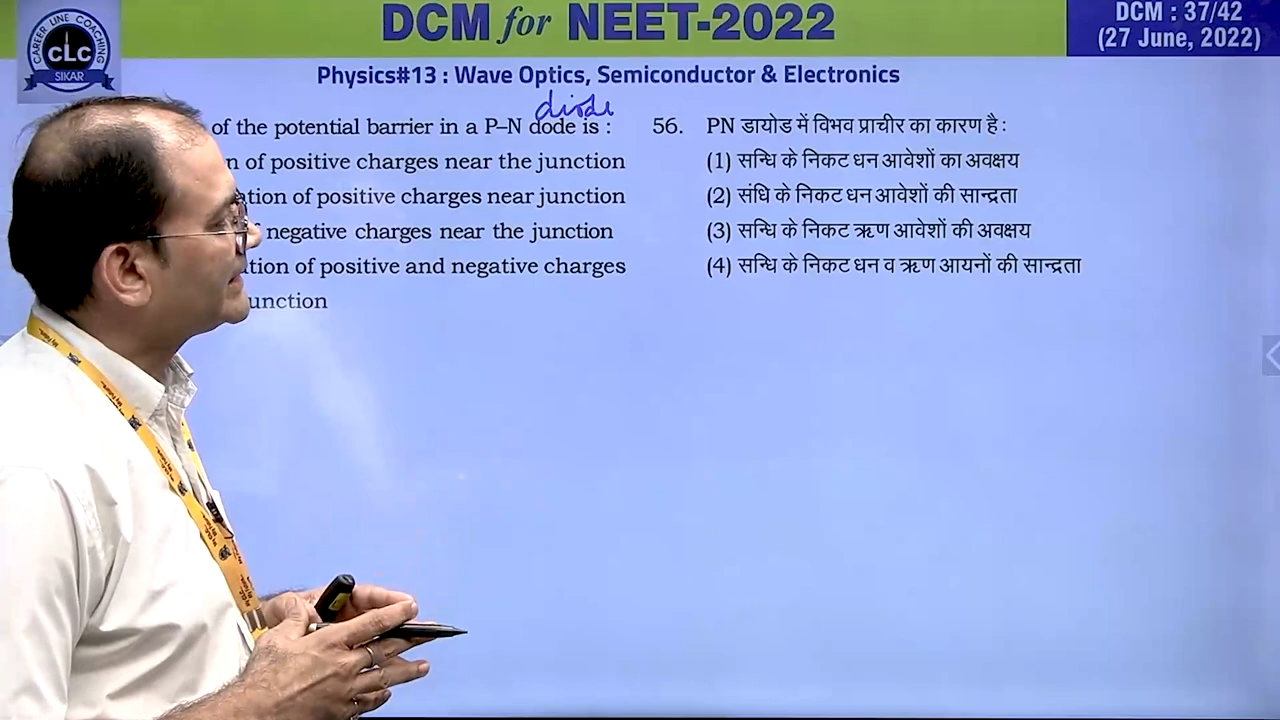 DCM for NEET-2022
DCM : 37/42
(27 June, 2022)
CAREER LINE COACHING
CLC
SIKAR
Physics#13 : Wave Optics, Semiconductor & Electronics
diode
of the potential barrier in a P–N dode is :
of positive charges near the junction
of positive charges near junction
negative charges near the junction
of positive and negative charges
56. PN डायोड में विभव प्राचीर का कारण है :
(1) सन्धि के निकट धन आवेशों का अवक्षय
(2) संधि के निकट धन आवेशों की सान्द्रता
(3) सन्धि के निकट ऋण आवेशों की अवक्षय
(4) सन्धि के निकट धन व ऋण आयनों की सान्द्रता